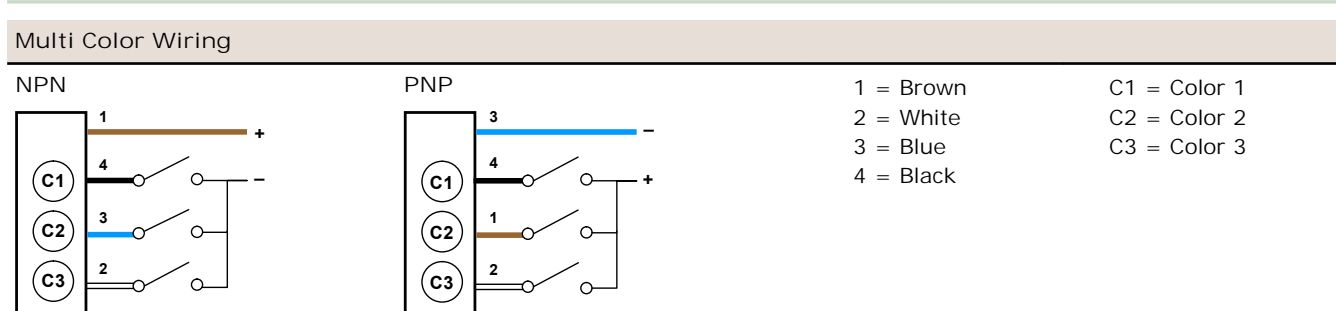 Multi Color Wiring
NPN
1
+
C1
4
–
C2
3
C3
2
PNP
3
–
C1
4
+
C2
1
C3
2
1 = Brown
2 = White
3 = Blue
4 = Black
C1 = Color 1
C2 = Color 2
C3 = Color 3